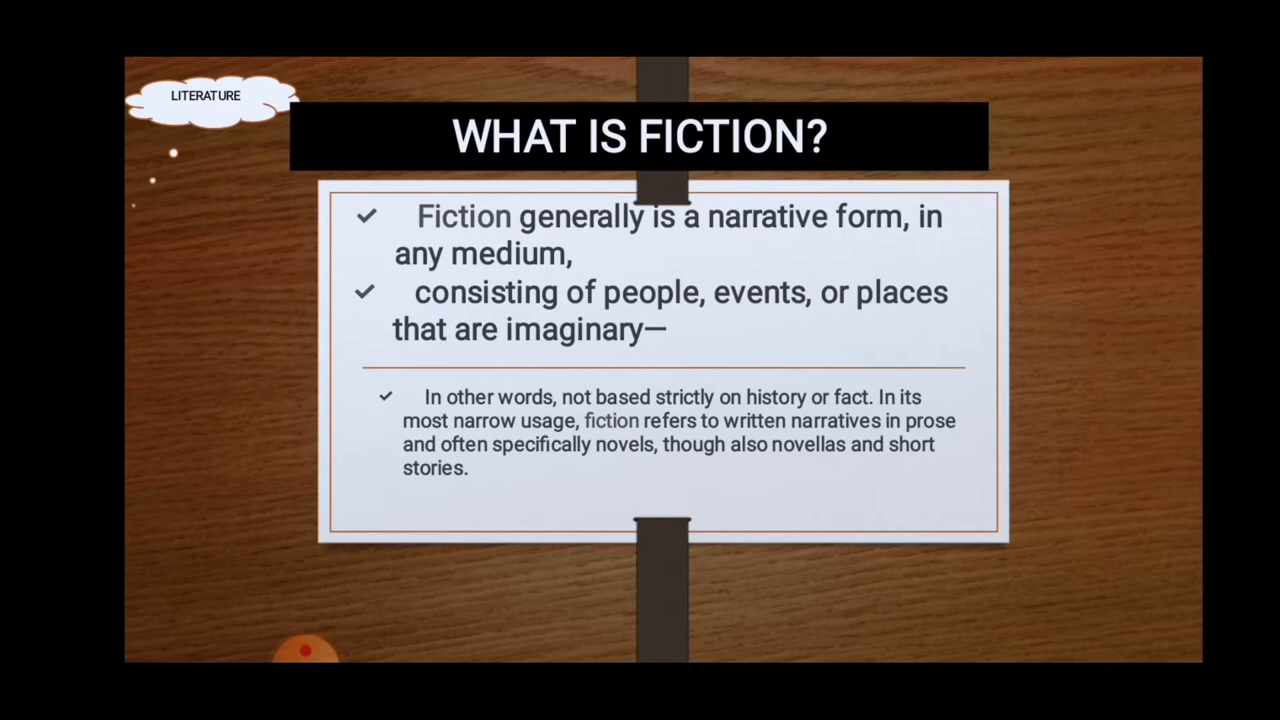 LITERATURE
WHAT IS FICTION?
Fiction generally is a narrative form, in
any medium,
consisting of people, events, or places
that are imaginary—
In other words, not based strictly on history or fact. In its
most narrow usage, fiction refers to written narratives in prose
and often specifically novels, though also novellas and short
stories.